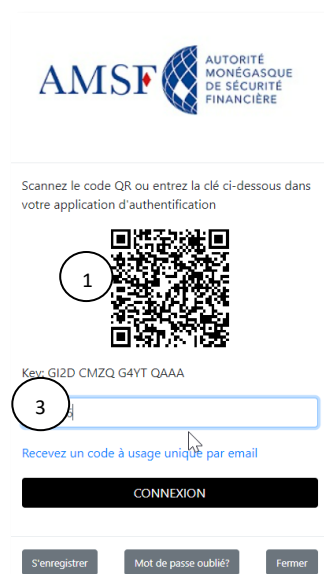 AMSF
AUTORITÉ
MONÉGASQUE
DE SÉCURITÉ
FINANCIÈRE
Scannez le code QR ou entrez la clé ci-dessous dans
votre application d'authentification
1
Key: GI2D CMZQ G4YT QAAA
3
Recevez un code à usage unique par email
CONNEXION
S'enregistrer
Mot de passe oublié?
Fermer